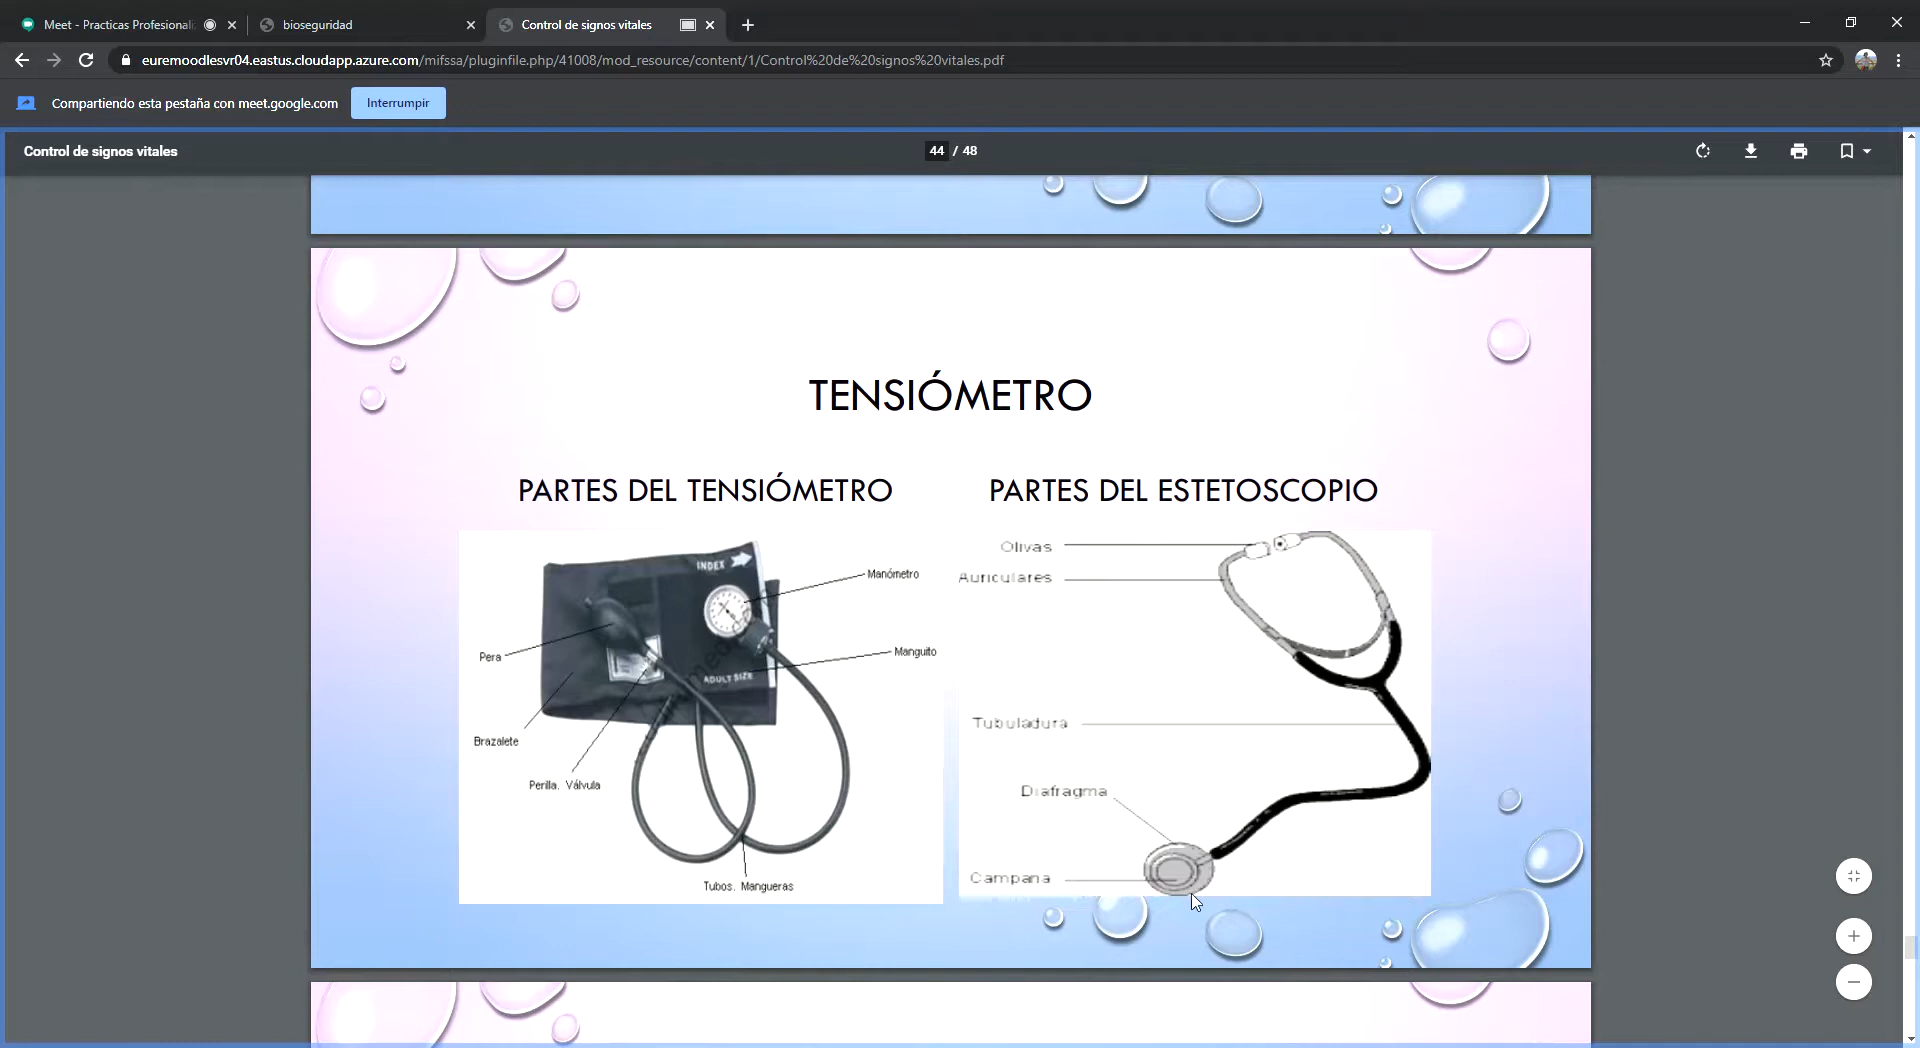 Meet - Practicas Profesional
bioseguridad
Control de signos vitales
euremoodlesvr04.eastus.cloudapp.azure.com/mifssa/pluginfile.php/41008/mod_resource/content/1/Control%20de%20signos%20vitales.pdf
Compartiendo esta pestaña con meet.google.com
Interrumpir
Control de signos vitales
44 / 48
TENSIÓMETRO
PARTES DEL TENSIÓMETRO
PARTES DEL ESTETOSCOPIO
INDEX
Manómetro
Pera
Manguito
ADULT SIZE
Brazalete
Perilla. Válvula
Tubos. Mangueras
Olivas
Auriculares
Tubuladura
Diafragma
Campana